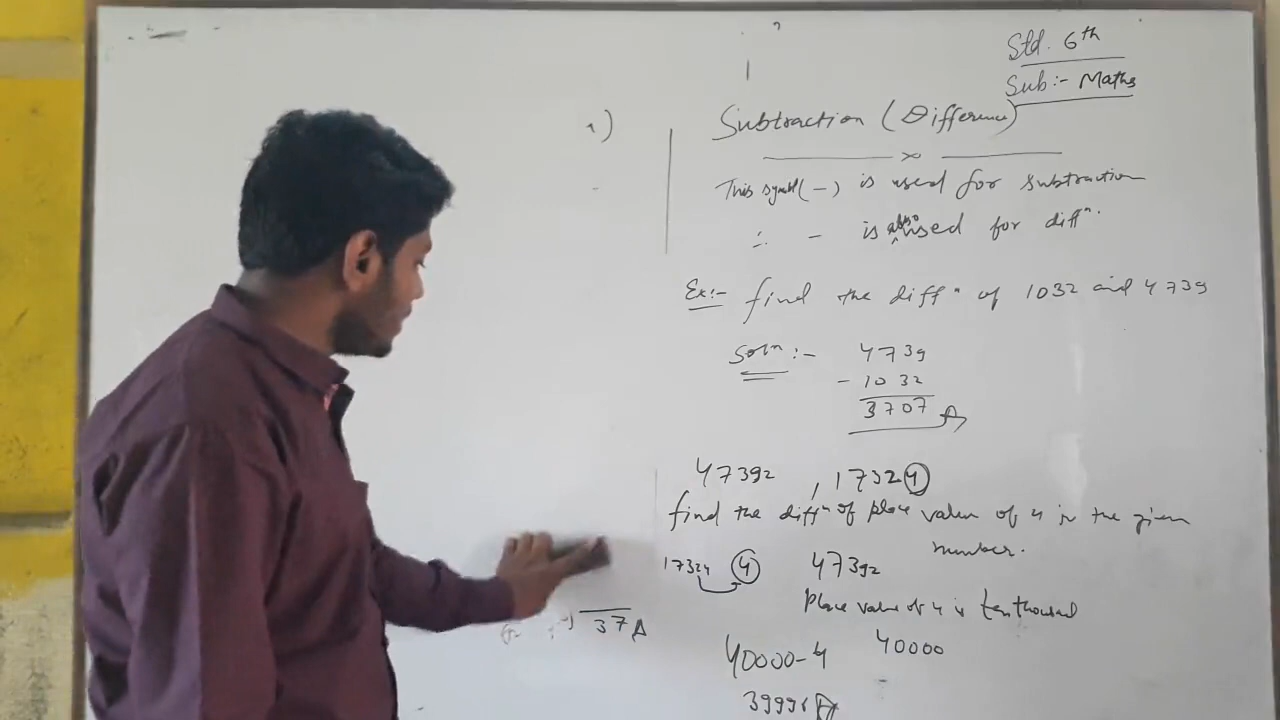 Std. 6th
Sub:- Maths
Subtraction (Difference)
This symbl (-) is used for subtraction
∴ - is also used for diffⁿ.
Ex:- find the diffⁿ of 1032 and 4739
Solⁿ:- 4739
- 1032
3707 A
47392 , 17324
find the diffⁿ of place value of 4 in the given
number.
17324 4 47392
Place value of 4 is ten thousand
37 A
40000-4 40000
39996 A